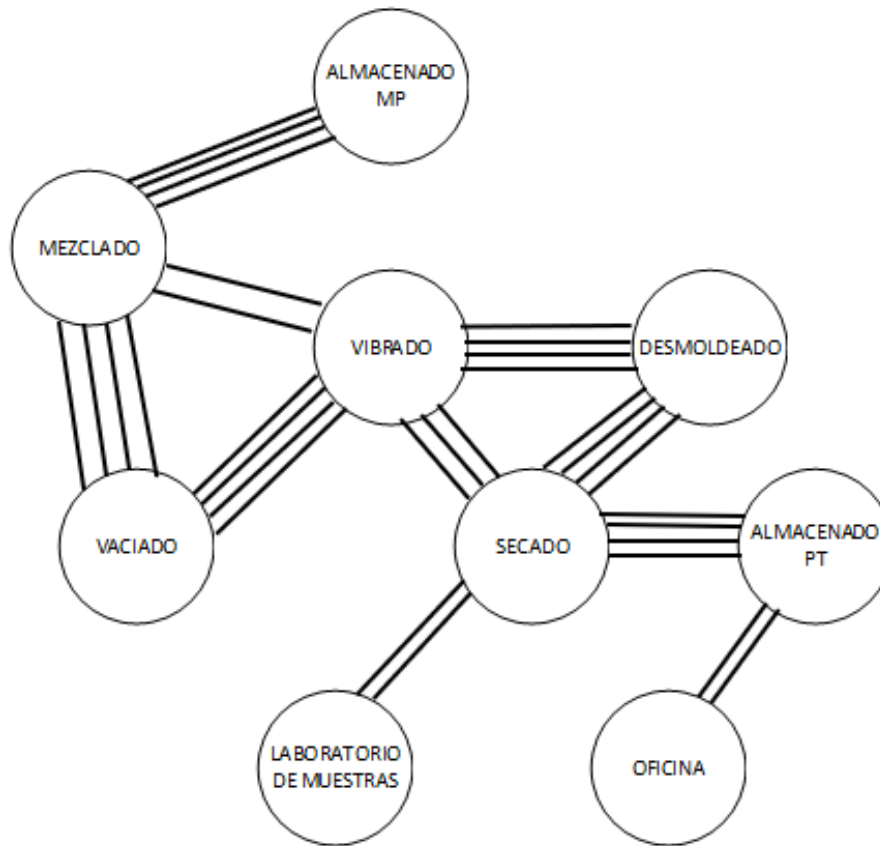 ALMACENADO
MP
MEZCLADO
VIBRADO
DESMOLDEADO
VACIADO
SECADO
ALMACENADO
PT
LABORATORIO
DE MUESTRAS
OFICINA